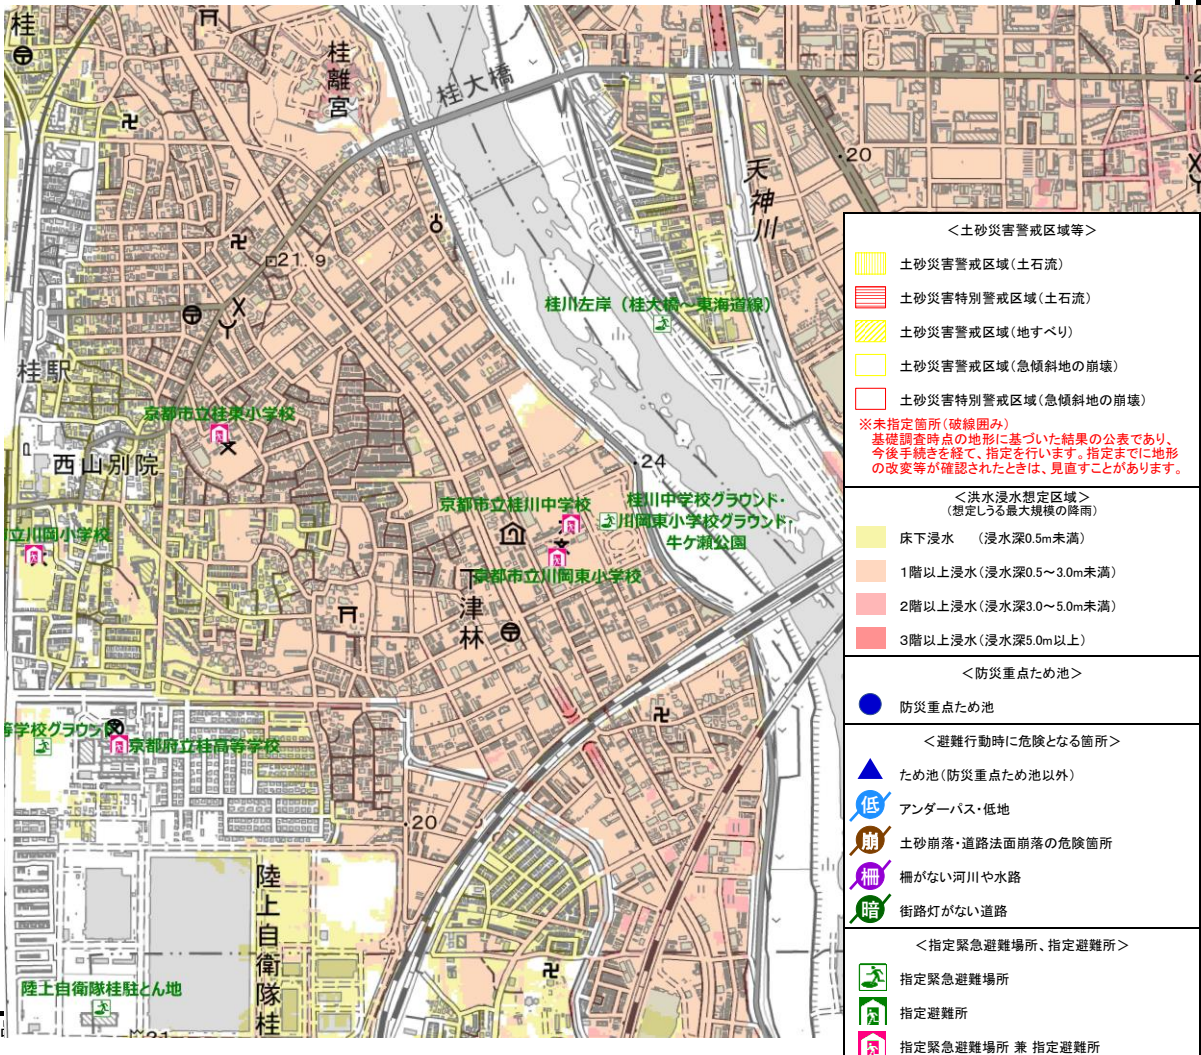 桂
桂離宮
桂大橋
天神川
20
21.9
桂川左岸（桂大橋～東海道線）
桂駅
京都市立桂東小学校
西山別院
24
京都市立桂川中学校
桂川中学校グラウンド・
川岡東小学校グラウンド・
牛ケ瀬公園
立川岡小学校
京都市立川岡東小学校
下津林
等学校グラウンド
京都府立桂高等学校
20
陸上自衛隊桂
陸上自衛隊桂駐とん地
21
＜土砂災害警戒区域等＞
土砂災害警戒区域（土石流）
土砂災害特別警戒区域（土石流）
土砂災害警戒区域（地すべり）
土砂災害警戒区域（急傾斜地の崩壊）
土砂災害特別警戒区域（急傾斜地の崩壊）
※未指定箇所（破線囲み）
基礎調査時点の地形に基づいた結果の公表であり、
今後手続きを経て、指定を行います。指定までに地形
の改変等が確認されたときは、見直すことがあります。
＜洪水浸水想定区域＞
（想定しうる最大規模の降雨）
床下浸水　（浸水深0.5m未満）
1階以上浸水（浸水深0.5～3.0m未満）
2階以上浸水（浸水深3.0～5.0m未満）
3階以上浸水（浸水深5.0m以上）
＜防災重点ため池＞
防災重点ため池
＜避難行動時に危険となる箇所＞
ため池（防災重点ため池以外）
低 アンダーパス・低地
崩 土砂崩落・道路法面崩落の危険箇所
柵 柵がない河川や水路
暗 街路灯がない道路
＜指定緊急避難場所、指定避難所＞
指定緊急避難場所
指定避難所
指定緊急避難場所 兼 指定避難所